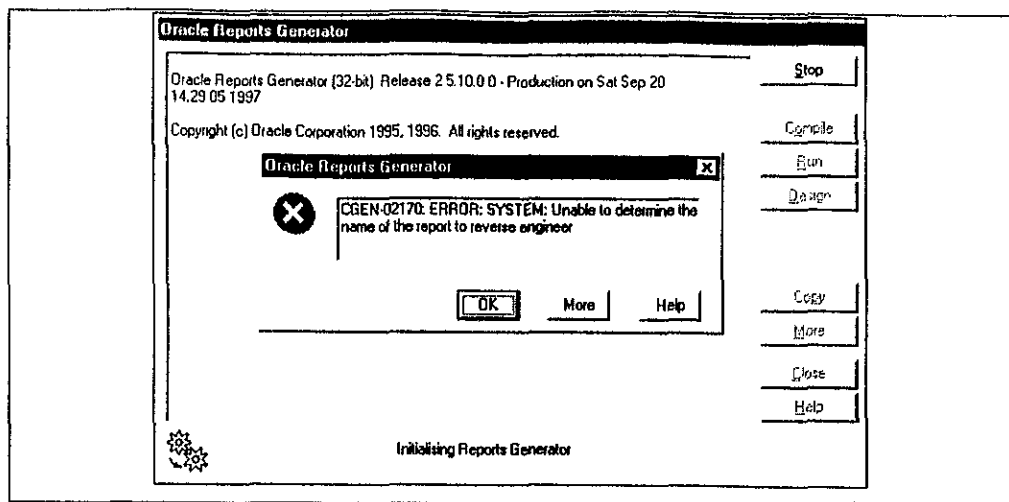 Oracle Reports Generator
Oracle Reports Generator (32-bit) Release 2 5.10.0 0 - Production on Sat Sep 20
14.29 05 1997
Copyright (c) Oracle Corporation 1995, 1996. All rights reserved.
Oracle Reports Generator
CGEN-02170: ERROR: SYSTEM: Unable to determine the
name of the report to reverse engineer
OK More Help
Stop
Compile
Run
Design
Copy
More
Close
Help
Initialising Reports Generator